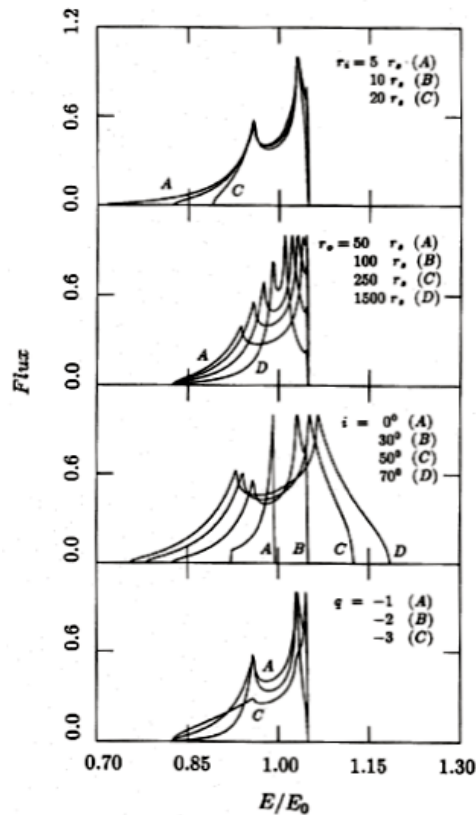 1.2
r_i = 5 r_s (A)
10 r_s (B)
20 r_s (C)
0.6
A
C
0.0
r_o = 50 r_s (A)
100 r_s (B)
250 r_s (C)
1500 r_s (D)
0.6
A
D
0.0
Flux
i = 0° (A)
30° (B)
50° (C)
70° (D)
0.6
A B C D
0.0
q = -1 (A)
-2 (B)
-3 (C)
0.6
A
C
0.0
0.70 0.85 1.00 1.15 1.30
E/E₀